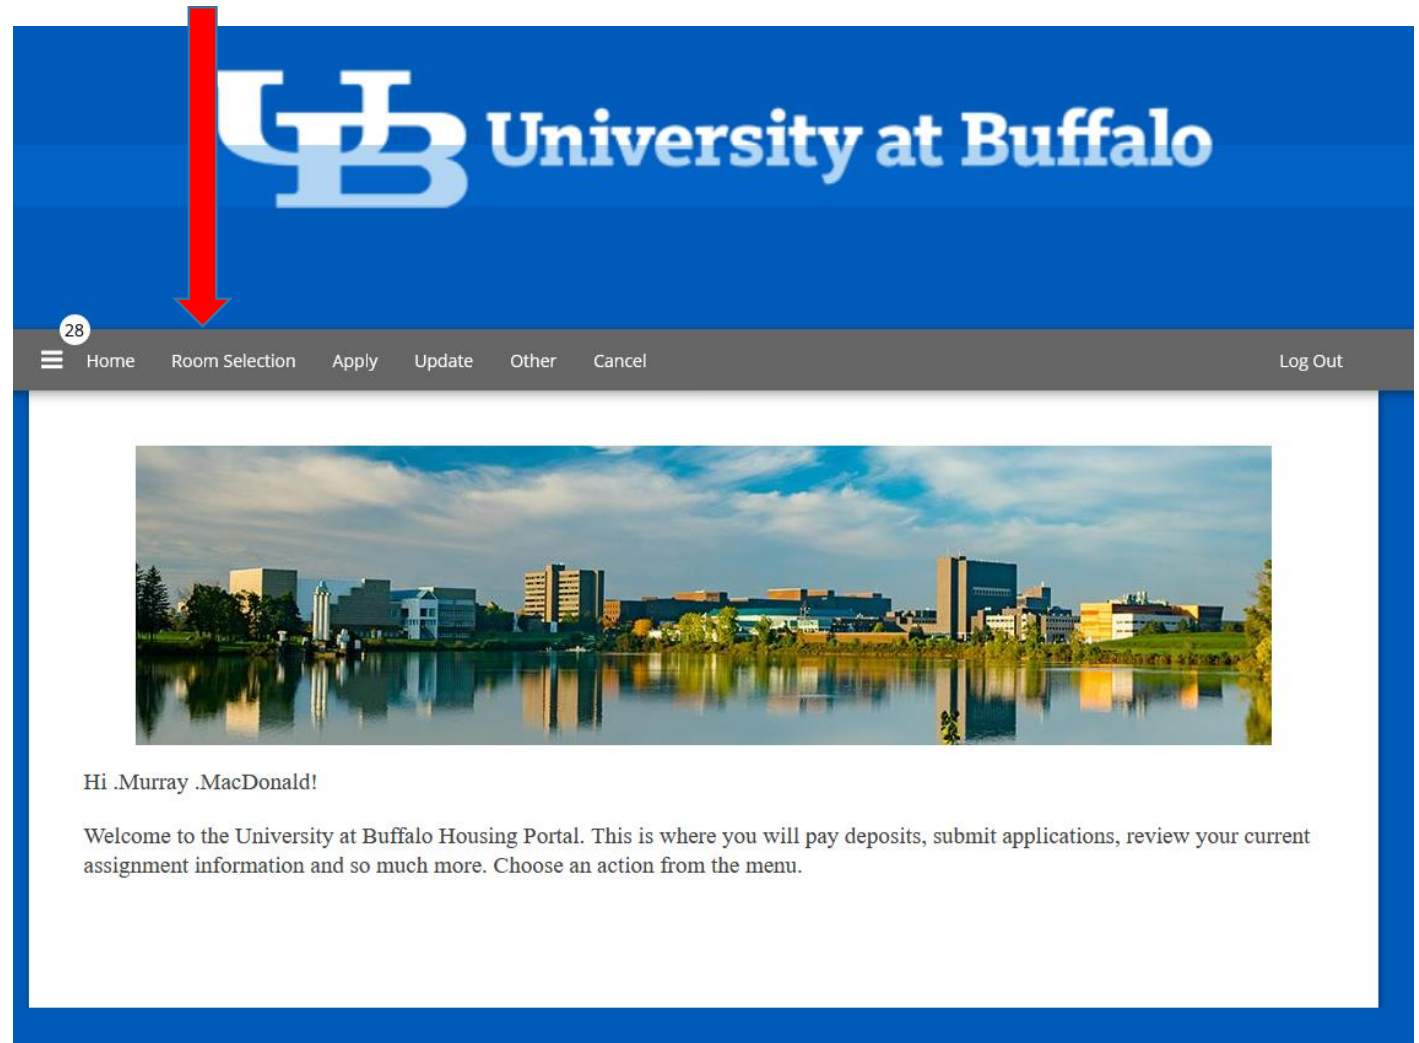 UB University at Buffalo
28
Home Room Selection Apply Update Other Cancel Log Out
Hi .Murray .MacDonald!
Welcome to the University at Buffalo Housing Portal. This is where you will pay deposits, submit applications, review your current
assignment information and so much more. Choose an action from the menu.